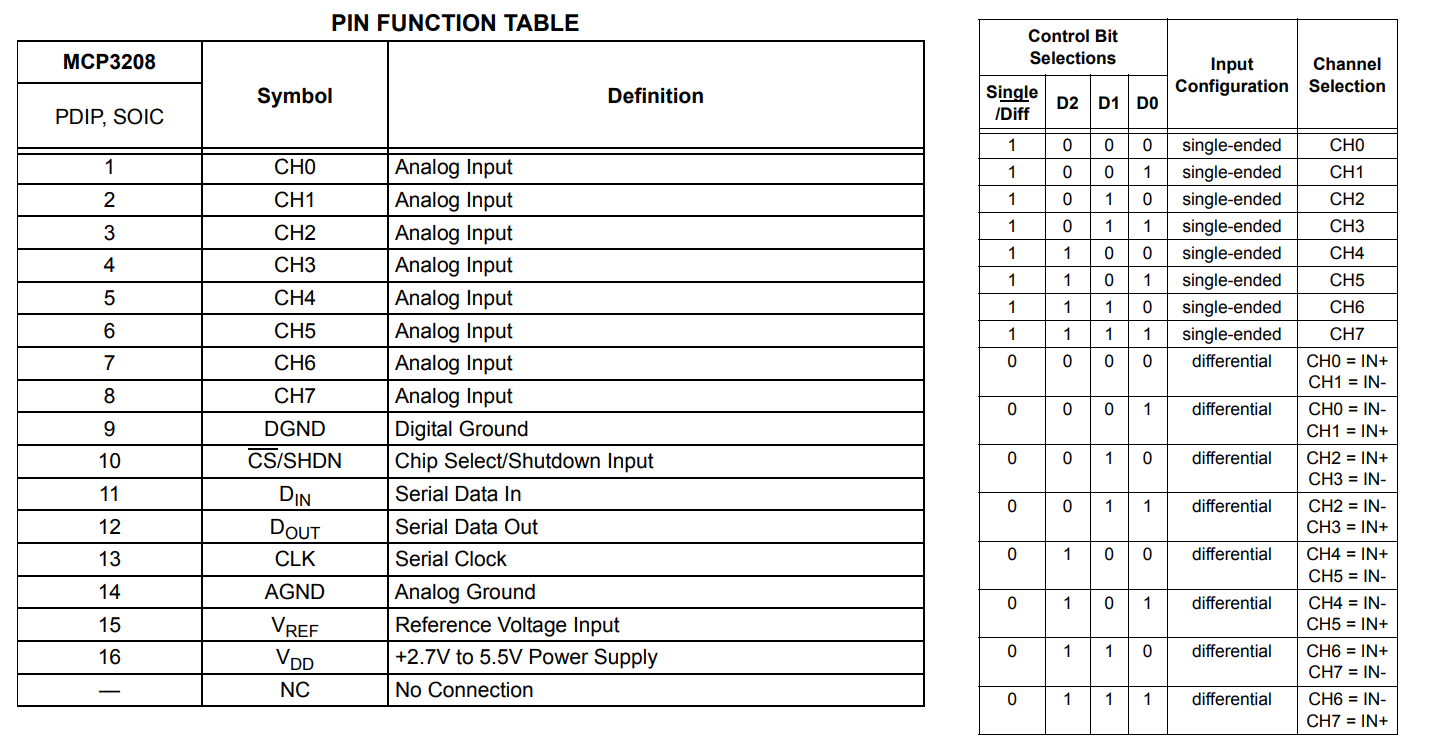 PIN FUNCTION TABLE
MCP3208 Symbol Definition
PDIP, SOIC
1 CH0 Analog Input
2 CH1 Analog Input
3 CH2 Analog Input
4 CH3 Analog Input
5 CH4 Analog Input
6 CH5 Analog Input
7 CH6 Analog Input
8 CH7 Analog Input
9 DGND Digital Ground
10 C̅S̅/SHDN Chip Select/Shutdown Input
11 DIN Serial Data In
12 DOUT Serial Data Out
13 CLK Serial Clock
14 AGND Analog Ground
15 VREF Reference Voltage Input
16 VDD +2.7V to 5.5V Power Supply
— NC No Connection
Control Bit
Selections
Input
Configuration
Channel
Selection
Single
/Diff
D2 D1 D0
1 0 0 0 single-ended CH0
1 0 0 1 single-ended CH1
1 0 1 0 single-ended CH2
1 0 1 1 single-ended CH3
1 1 0 0 single-ended CH4
1 1 0 1 single-ended CH5
1 1 1 0 single-ended CH6
1 1 1 1 single-ended CH7
0 0 0 0 differential CH0 = IN+
CH1 = IN-
0 0 0 1 differential CH0 = IN-
CH1 = IN+
0 0 1 0 differential CH2 = IN+
CH3 = IN-
0 0 1 1 differential CH2 = IN-
CH3 = IN+
0 1 0 0 differential CH4 = IN+
CH5 = IN-
0 1 0 1 differential CH4 = IN-
CH5 = IN+
0 1 1 0 differential CH6 = IN+
CH7 = IN-
0 1 1 1 differential CH6 = IN-
CH7 = IN+